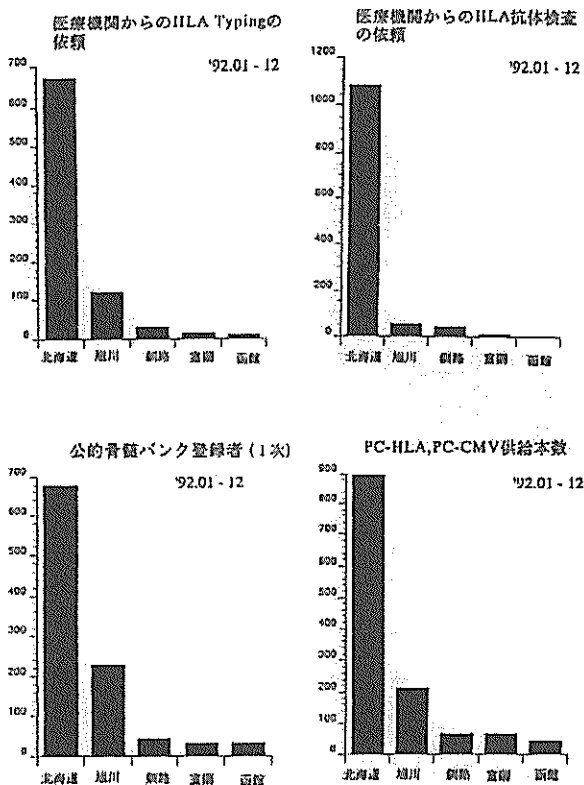 医療機関からのHLA Typingの
依頼
'92.01 - 12
700
600
500
400
300
200
100
0
北海道 旭川 釧路 室蘭 函館
医療機関からのHLA抗体検査
の依頼
'92.01 - 12
1200
1000
800
600
400
200
0
北海道 旭川 釧路 室蘭 函館
公的骨髄バンク登録者 (1次)
'92.01 - 12
700
600
500
400
300
200
100
0
北海道 旭川 釧路 室蘭 函館
PC-HLA,PC-CMV供給本数
'92.01 - 12
900
800
700
600
500
400
300
200
100
0
北海道 旭川 釧路 室蘭 函館